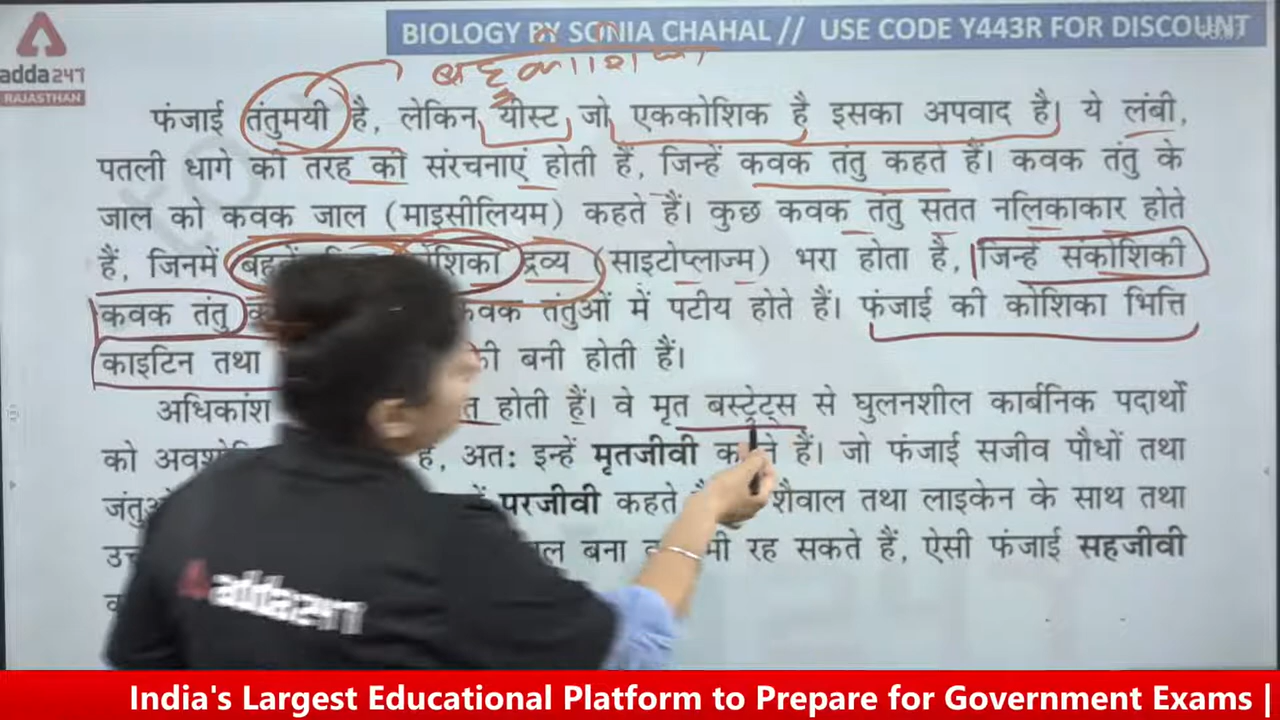 adda247
RAJASTHAN
BIOLOGY BY SONIA CHAHAL // USE CODE Y443R FOR DISCOUNT
बहुकोशिका
फंजाई तंतुमयी है, लेकिन यीस्ट जो एककोशिक है इसका अपवाद है। ये लंबी,
पतली धागे की तरह की संरचनाएं होती हैं, जिन्हें कवक तंतु कहते हैं। कवक तंतु के
जाल को कवक जाल (माइसीलियम) कहते हैं। कुछ कवक तंतु सतत नलिकाकार होते
हैं, जिनमें द्रव्य (साइटोप्लाज्म) भरा होता है, जिन्हें संकोशिकी
कवक तंतु कवक तंतुओं में पटीय होते हैं। फंजाई की कोशिका भित्ति
काइटिन तथा की बनी होती हैं।
अधिकांश होती हैं। वे मृत बस्ट्रेट्स से घुलनशील कार्बनिक पदार्थो
को है, अतः इन्हें मृतजीवी कहते हैं। जो फंजाई सजीव पौधों तथा
परजीवी कहते शैवाल तथा लाइकेन के साथ तथा
बना रह सकते हैं, ऐसी फंजाई सहजीवी
adda247
India's Largest Educational Platform to Prepare for Government Exams |